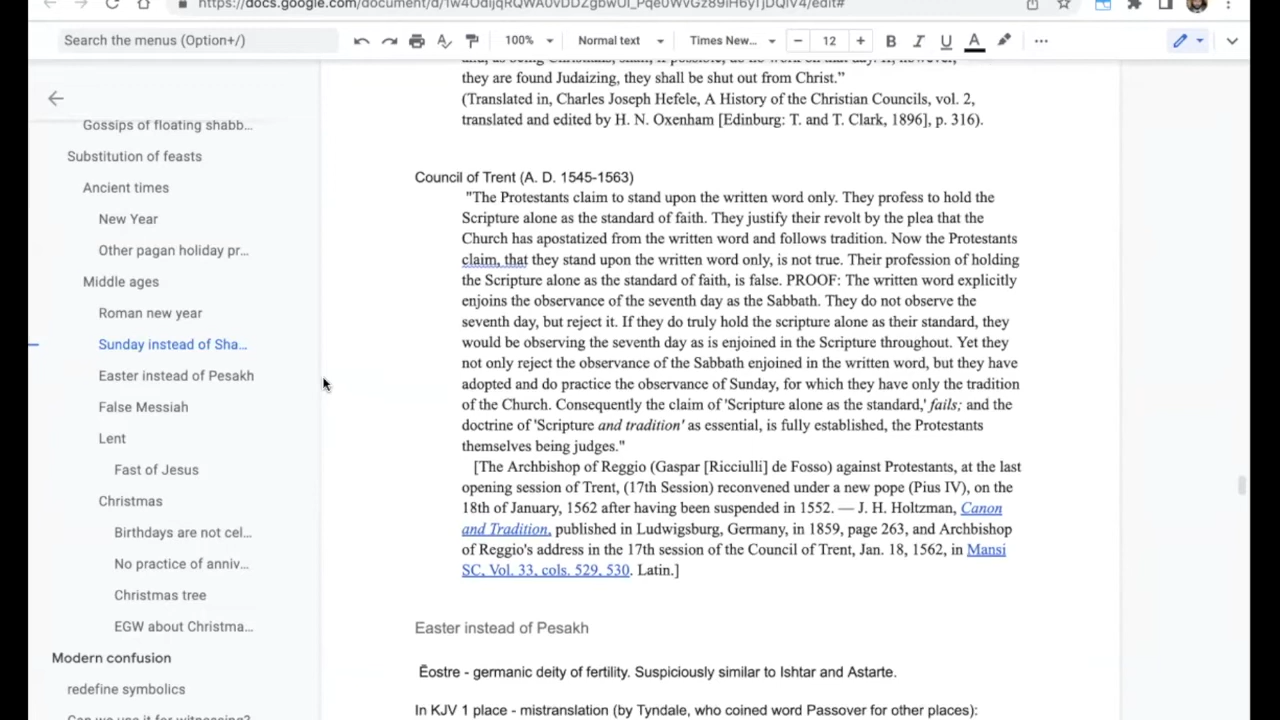 Search the menus (Option+/)
100%
Normal text
Times New...
12
B I U A
Gossips of floating shabb...
Substitution of feasts
Ancient times
New Year
Other pagan holiday pr...
Middle ages
Roman new year
Sunday instead of Sha...
Easter instead of Pesakh
False Messiah
Lent
Fast of Jesus
Christmas
Birthdays are not cel...
No practice of anniv...
Christmas tree
EGW about Christma...
Modern confusion
redefine symbolics
Can we use it for witnessing?
they are found Judaizing, they shall be shut out from Christ.”
(Translated in, Charles Joseph Hefele, A History of the Christian Councils, vol. 2,
translated and edited by H. N. Oxenham [Edinburg: T. and T. Clark, 1896], p. 316).
Council of Trent (A. D. 1545-1563)
"The Protestants claim to stand upon the written word only. They profess to hold the
Scripture alone as the standard of faith. They justify their revolt by the plea that the
Church has apostatized from the written word and follows tradition. Now the Protestants
claim, that they stand upon the written word only, is not true. Their profession of holding
the Scripture alone as the standard of faith, is false. PROOF: The written word explicitly
enjoins the observance of the seventh day as the Sabbath. They do not observe the
seventh day, but reject it. If they do truly hold the scripture alone as their standard, they
would be observing the seventh day as is enjoined in the Scripture throughout. Yet they
not only reject the observance of the Sabbath enjoined in the written word, but they have
adopted and do practice the observance of Sunday, for which they have only the tradition
of the Church. Consequently the claim of 'Scripture alone as the standard,' fails; and the
doctrine of 'Scripture and tradition' as essential, is fully established, the Protestants
themselves being judges."
[The Archbishop of Reggio (Gaspar [Ricciulli] de Fosso) against Protestants, at the last
opening session of Trent, (17th Session) reconvened under a new pope (Pius IV), on the
18th of January, 1562 after having been suspended in 1552. — J. H. Holtzman, Canon
and Tradition, published in Ludwigsburg, Germany, in 1859, page 263, and Archbishop
of Reggio's address in the 17th session of the Council of Trent, Jan. 18, 1562, in Mansi
SC, Vol. 33, cols. 529, 530. Latin.]
Easter instead of Pesakh
Ēostre - germanic deity of fertility. Suspiciously similar to Ishtar and Astarte.
In KJV 1 place - mistranslation (by Tyndale, who coined word Passover for other places):